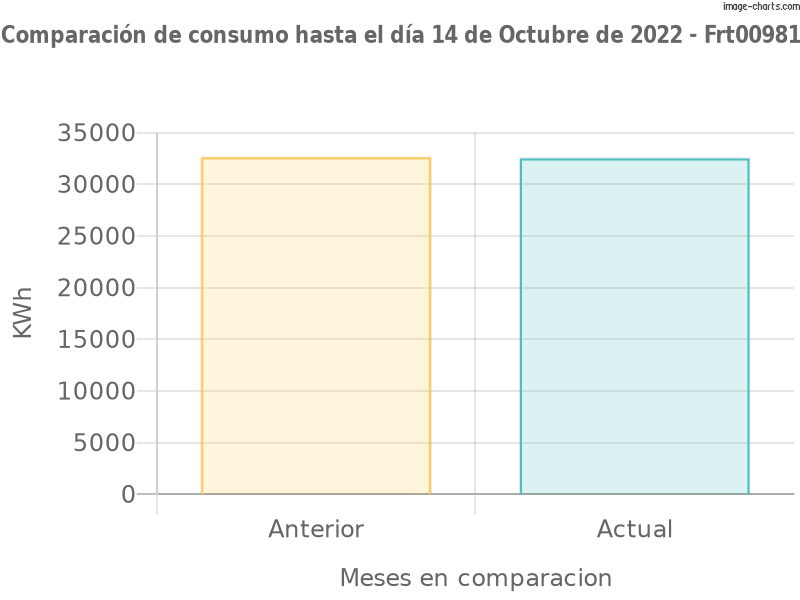 image-charts.com
Comparación de consumo hasta el día 14 de Octubre de 2022 - Frt00981
35000
30000
25000
20000
15000
10000
5000
0
KWh
Anterior
Actual
Meses en comparacion